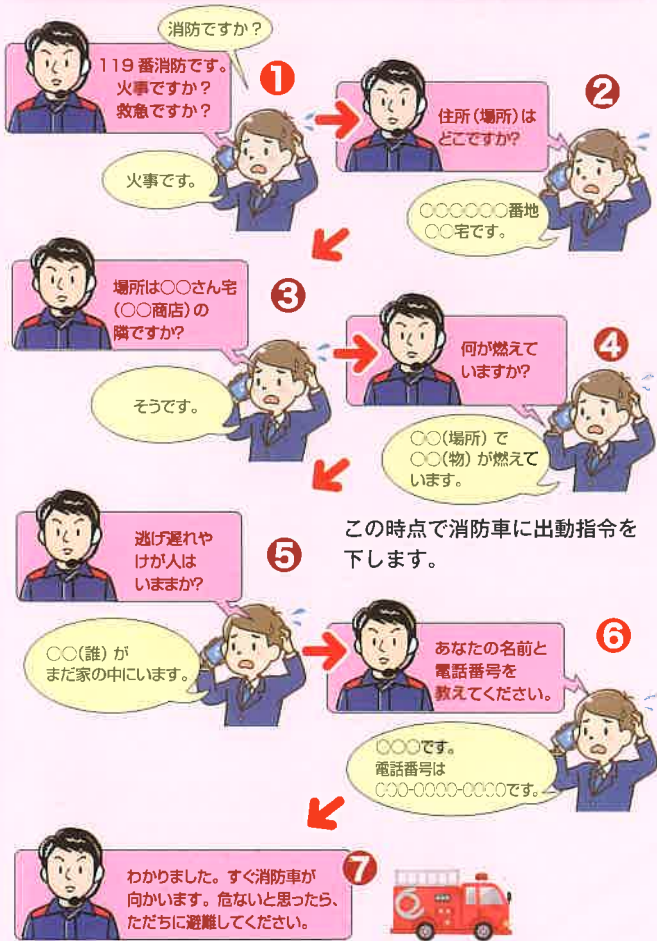 消防ですか？
119番消防です。
火事ですか？
救急ですか？
1
火事です。
2
住所(場所)は
どこですか？
○○○○○○番地
○○宅です。
場所は○○さん宅
(○○商店)の
隣ですか？
3
そうです。
何が燃えて
いますか？
4
○○(場所)で
○○(物)が燃えて
います。
この時点で消防車に出動指令を
下します。
逃げ遅れや
けが人は
いままか？
5
○○(誰)が
まだ家の中にいます。
あなたの名前と
電話番号を
教えてください。
6
○○○です。
電話番号は
○○○-○○○○-○○○○です。
わかりました。すぐ消防車が
向かいます。危ないと思ったら、
ただちに避難してください。
7